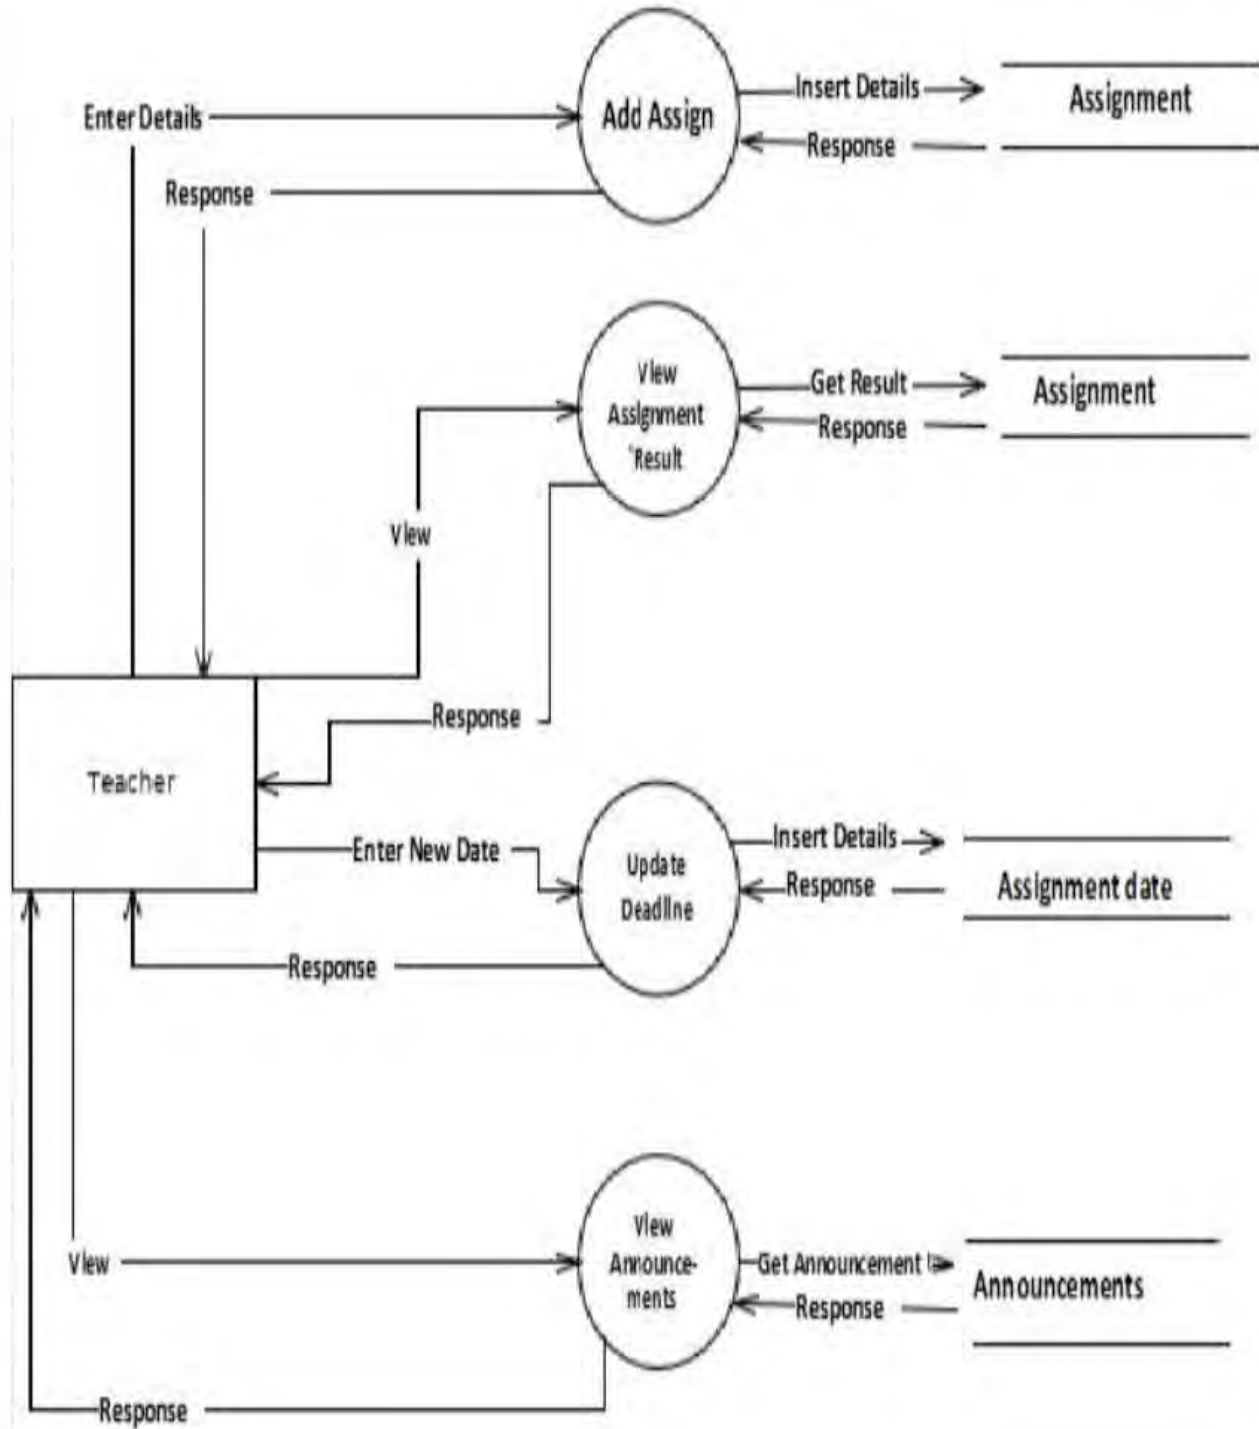 Insert Details
Enter Details
Add Assign
Assignment
Response
Response
View
Assignment
'Result
Get Result
Assignment
Response
View
Response
Teacher
Enter New Date
Update
Deadline
Insert Details
Response
Assignment date
Response
View
Announce-
ments
View
Get Announcement
Announcements
Response
Response